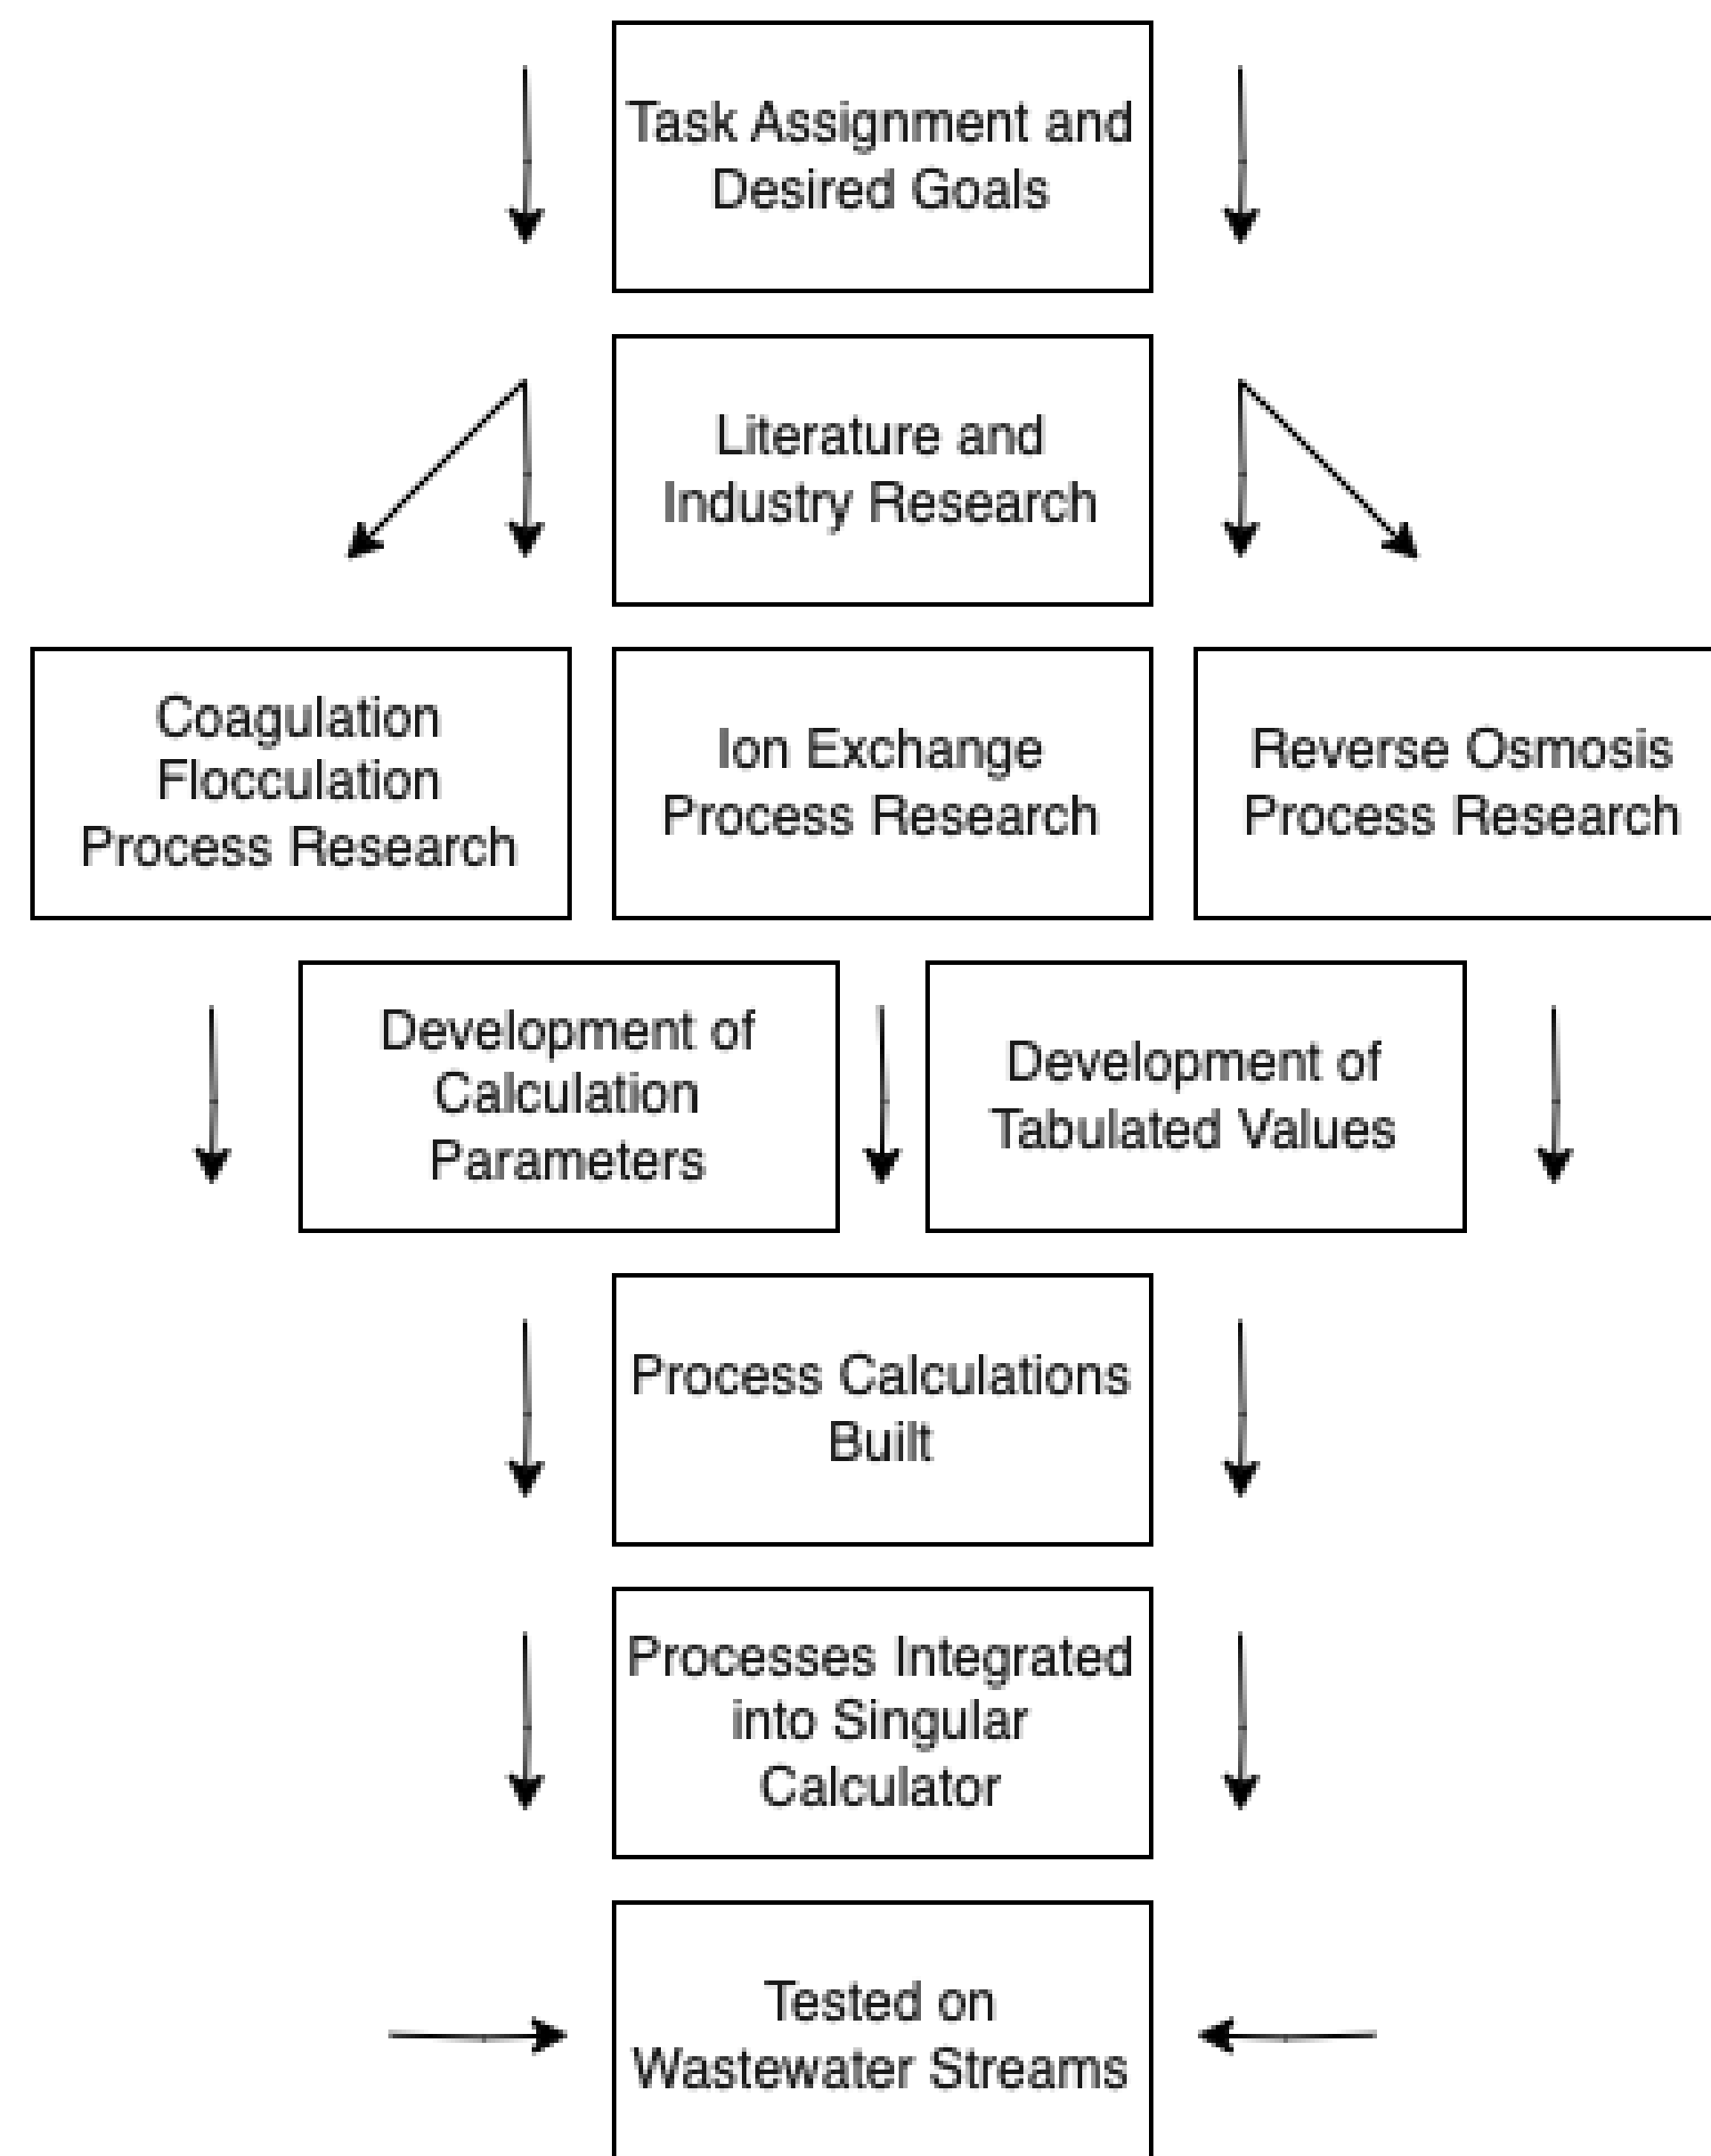 Task Assignment and
Desired Goals
Literature and
Industry Research
Coagulation
Flocculation
Process Research
Ion Exchange
Process Research
Reverse Osmosis
Process Research
Development of
Calculation
Parameters
Development of
Tabulated Values
Process Calculations
Built
Processes Integrated
into Singular
Calculator
Tested on
Wastewater Streams